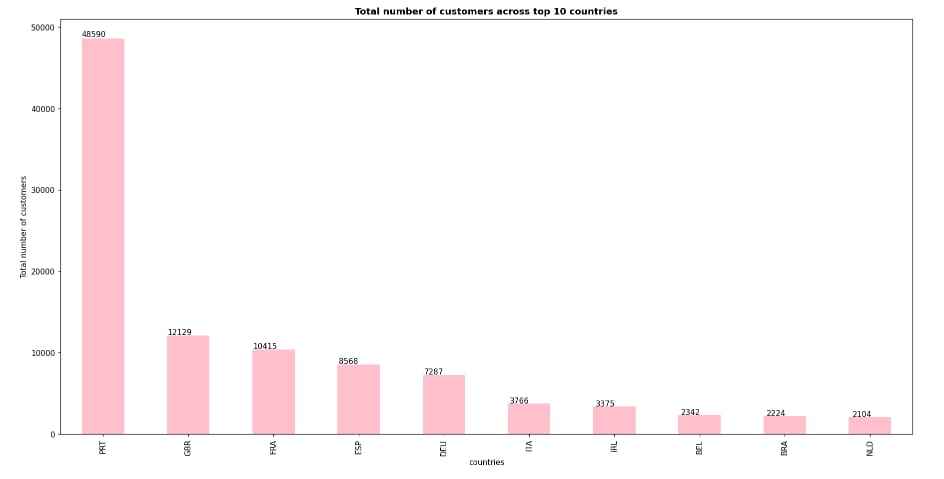 Total number of customers across top 10 countries
Total number of customers
50000
40000
30000
20000
10000
0
48590
12129
10415
8568
7287
3766
3375
2342
2224
2104
PRT
GBR
FRA
ESP
DEU
ITA
IRL
BEL
BRA
NLD
countries